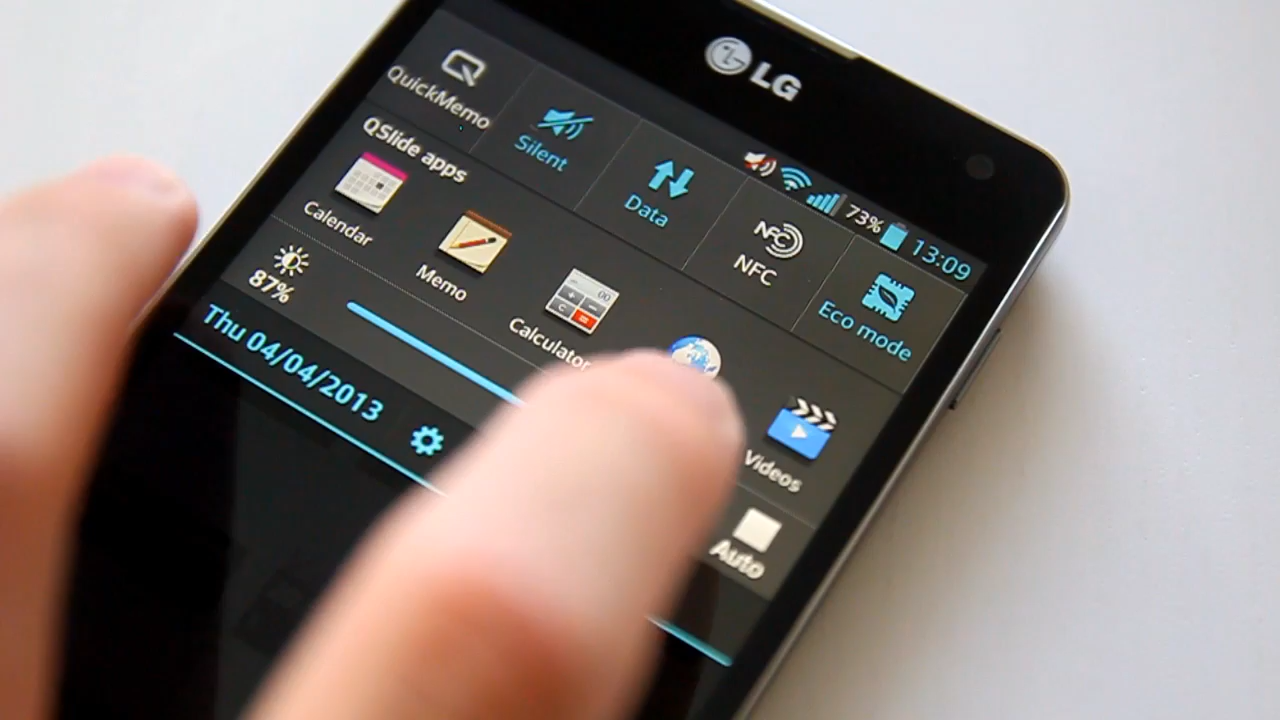 LG
73% 13:09
QuickMemo Silent Data NFC Eco mode
QSlide apps
Calendar Memo Calculator Videos
87% Auto
Thu 04/04/2013